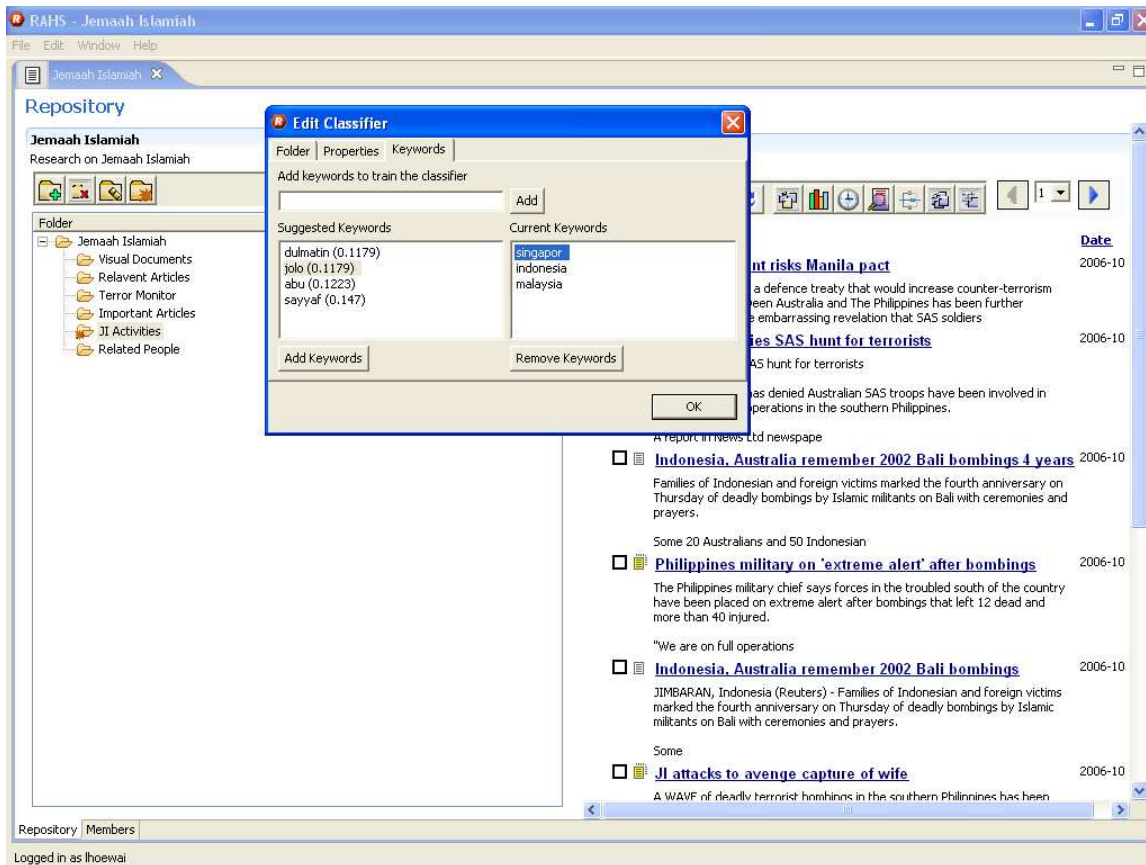 RAHS - Jemaah Islamiah
File Edit Window Help
Jemaah Islamiah
Repository
Jemaah Islamiah
Research on Jemaah Islamiah
Folder
Jemaah Islamiah
Visual Documents
Relavent Articles
Terror Monitor
Important Articles
JI Activities
Related People
Edit Classifier
Folder Properties Keywords
Add keywords to train the classifier
Add
Suggested Keywords Current Keywords
dulmatin (0.1179)
jolo (0.1179)
abu (0.1223)
sayyaf (0.147)
singapor
indonesia
malaysia
Add Keywords Remove Keywords
OK
1
Date
nt risks Manila pact 2006-10
a defence treaty that would increase counter-terrorism
een Australia and The Philippines has been further
e embarrassing revelation that SAS soldiers
ies SAS hunt for terrorists 2006-10
AS hunt for terrorists
as denied Australian SAS troops have been involved in
perations in the southern Philippines.
A report in News Ltd newspape
Indonesia, Australia remember 2002 Bali bombings 4 years 2006-10
Families of Indonesian and foreign victims marked the fourth anniversary on
Thursday of deadly bombings by Islamic militants on Bali with ceremonies and
prayers.
Some 20 Australians and 50 Indonesian
Philippines military on 'extreme alert' after bombings 2006-10
The Philippines military chief says forces in the troubled south of the country
have been placed on extreme alert after bombings that left 12 dead and
more than 40 injured.
"We are on full operations
Indonesia, Australia remember 2002 Bali bombings 2006-10
JIMBARAN, Indonesia (Reuters) - Families of Indonesian and foreign victims
marked the fourth anniversary on Thursday of deadly bombings by Islamic
militants on Bali with ceremonies and prayers.
Some
JI attacks to avenge capture of wife 2006-10
A WAVE of deadly terrorist bombings in the southern Philippines has been
Repository Members
Logged in as lhoewai